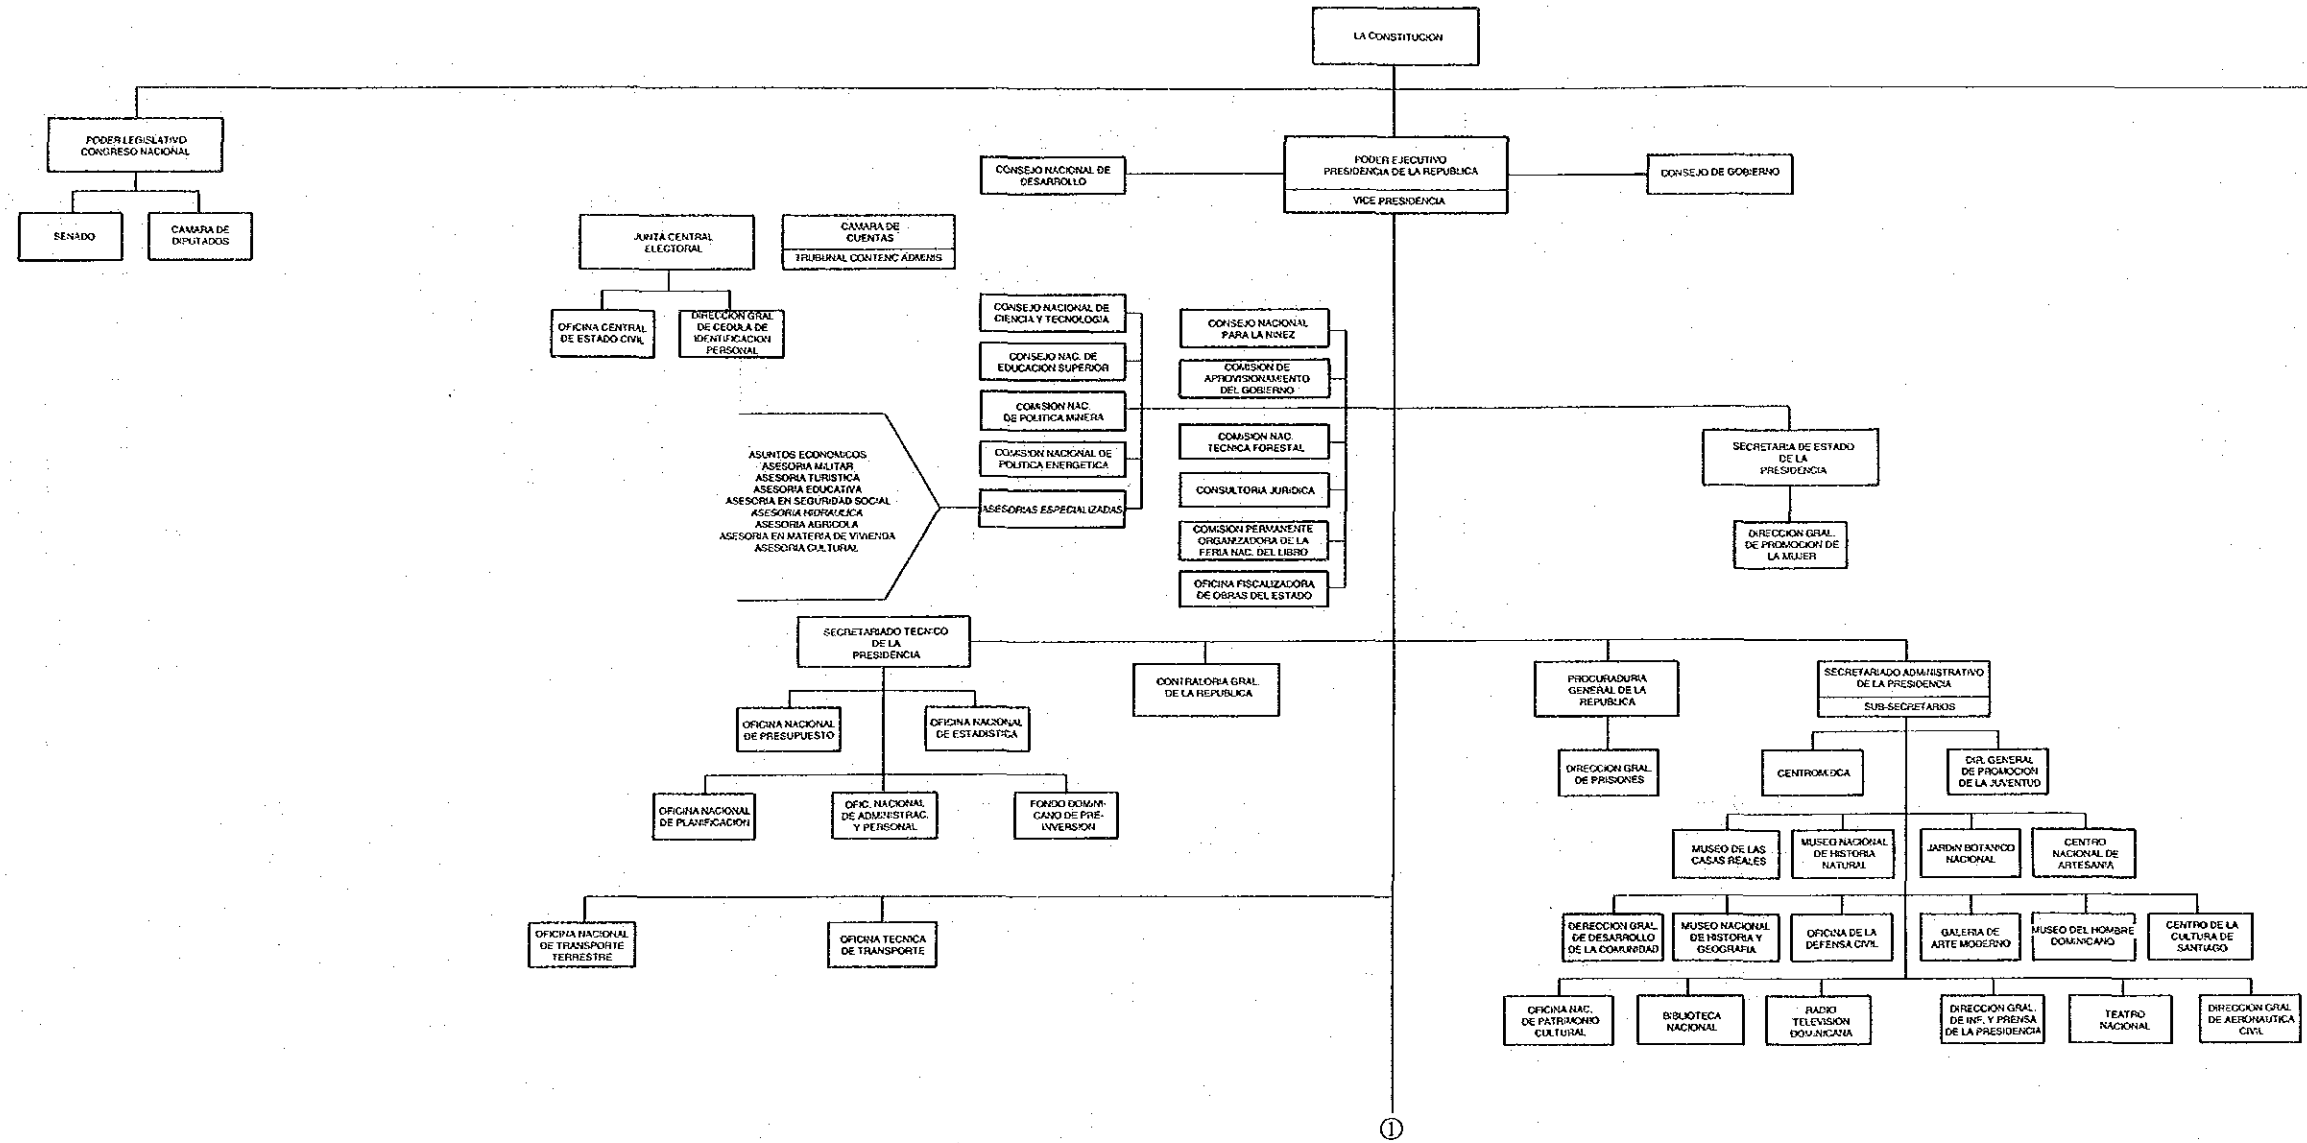 LA CONSTITUCION
PODER LEGISLATIVO
CONGRESO NACIONAL
SENADO
CAMARA DE
DIPUTADOS
CONSEJO NACIONAL DE
DESARROLLO
PODER EJECUTIVO
PRESIDENCIA DE LA REPUBLICA
VICE PRESIDENCIA
CONSEJO DE GOBIERNO
JUNTA CENTRAL
ELECTORAL
CAMARA DE
CUENTAS
TRUBUNAL CONTENC ADMINIS
OFICINA CENTRAL
DE ESTADO CIVIL
DIRECCION GRAL
DE CEDULA DE
IDENTIFICACION
PERSONAL
CONSEJO NACIONAL DE
CIENCIA Y TECNOLOGIA
CONSEJO NAC. DE
EDUCACION SUPERIOR
COMISION NAC.
DE POLITICA MINERA
COMISION NACIONAL DE
POLITICA ENERGETICA
ASESORIAS ESPECIALIZADAS
CONSEJO NACIONAL
PARA LA NINEZ
COMISION DE
APROVISIONAMIENTO
DEL GOBIERNO
COMISION NAC.
TECNICA FORESTAL
CONSULTORIA JURIDICA
COMISION PERMANENTE
ORGANIZADORA DE LA
FERIA NAC. DEL LIBRO
OFICINA FISCALIZADORA
DE OBRAS DEL ESTADO
ASUNTOS ECONOMICOS
ASESORIA MILITAR
ASESORIA TURISTICA
ASESORIA EDUCATIVA
ASESORIA EN SEGURIDAD SOCIAL
ASESORIA HIDRAULICA
ASESORIA AGRICOLA
ASESORIA EN MATERIA DE VIVIENDA
ASESORIA CULTURAL
SECRETARIA DE ESTADO
DE LA
PRESIDENCIA
DIRECCION GRAL.
DE PROMOCION DE
LA MUJER
SECRETARIADO TECNICO
DE LA
PRESIDENCIA
CONTRALORIA GRAL.
DE LA REPUBLICA
PROCURADURIA
GENERAL DE LA
REPUBLICA
SECRETARIADO ADMINISTRATIVO
DE LA PRESIDENCIA
SUB-SECRETARIOS
OFICINA NACIONAL
DE PRESUPUESTO
OFICINA NACIONAL
DE ESTADISTICA
DIRECCION GRAL.
DE PRISIONES
CENTROMIDCA
DIR. GENERAL
DE PROMOCION
DE LA JUVENTUD
OFICINA NACIONAL
DE PLANIFICACION
OFIC. NACIONAL
DE ADMINISTRAC.
Y PERSONAL
FONDO DOMINI-
CANO DE PRE-
INVERSION
MUSEO DE LAS
CASAS REALES
MUSEO NACIONAL
DE HISTORIA
NATURAL
JARDIN BOTANICO
NACIONAL
CENTRO
NACIONAL DE
ARTESANIA
OFICINA NACIONAL
DE TRANSPORTE
TERRESTRE
OFICINA TECNICA
DE TRANSPORTE
DERECCION GRAL.
DE DESARROLLO
DE LA COMUNIDAD
MUSEO NACIONAL
DE HISTORIA Y
GEOGRAFIA
OFICINA DE LA
DEFENSA CIVIL
GALERIA DE
ARTE MODERNO
MUSEO DEL HOMBRE
DOMINICANO
CENTRO DE LA
CULTURA DE
SANTIAGO
OFICINA NAC.
DE PATRIMONIO
CULTURAL
BIBLIOTECA
NACIONAL
RADIO
TELEVISION
DOMINICANA
DIRECCION GRAL.
DE INF. Y PRENSA
DE LA PRESIDENCIA
TEATRO
NACIONAL
DIRECCION GRAL
DE AERONAUTICA
CIVIL
①